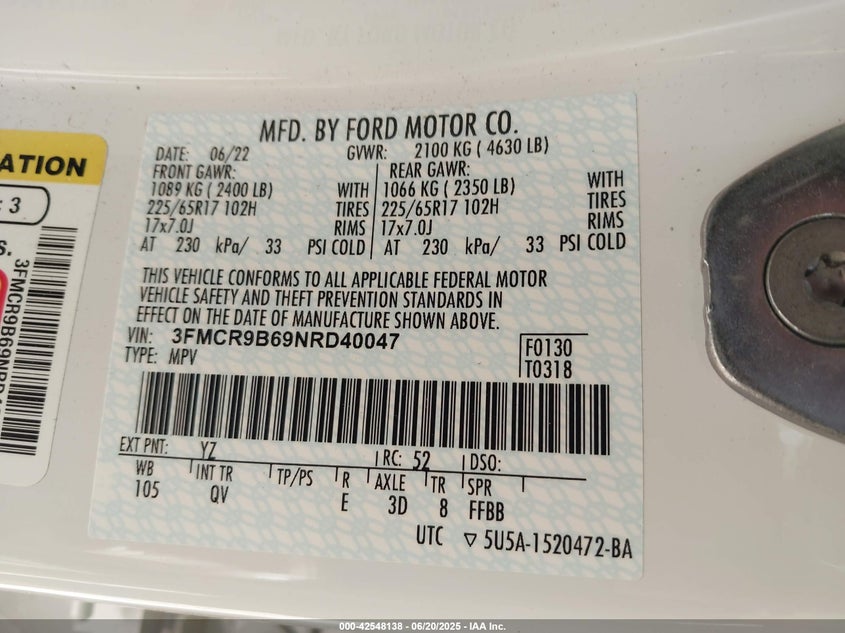 MFD. BY FORD MOTOR CO.
DATE: 06/22 GVWR: 2100 KG ( 4630 LB)
FRONT GAWR: REAR GAWR:
1089 KG ( 2400 LB) WITH 1066 KG ( 2350 LB) WITH
225/65R17 102H TIRES 225/65R17 102H TIRES
17x7.0J RIMS 17x7.0J RIMS
AT 230 kPa/ 33 PSI COLD AT 230 kPa/ 33 PSI COLD
THIS VEHICLE CONFORMS TO ALL APPLICABLE FEDERAL MOTOR
VEHICLE SAFETY AND THEFT PREVENTION STANDARDS IN
EFFECT ON THE DATE OF MANUFACTURE SHOWN ABOVE.
VIN: 3FMCR9B69NRD40047
TYPE: MPV
F0130
T0318
EXT PNT: YZ RC: 52 DSO:
WB INT TR TP/PS R AXLE TR SPR
105 QV E 3D 8 FFBB
UTC ▽ 5U5A-1520472-BA
ATION
: 3
S.
3FMCR9B69NRD4
000-42548138 - 06/20/2025 - IAA Inc.